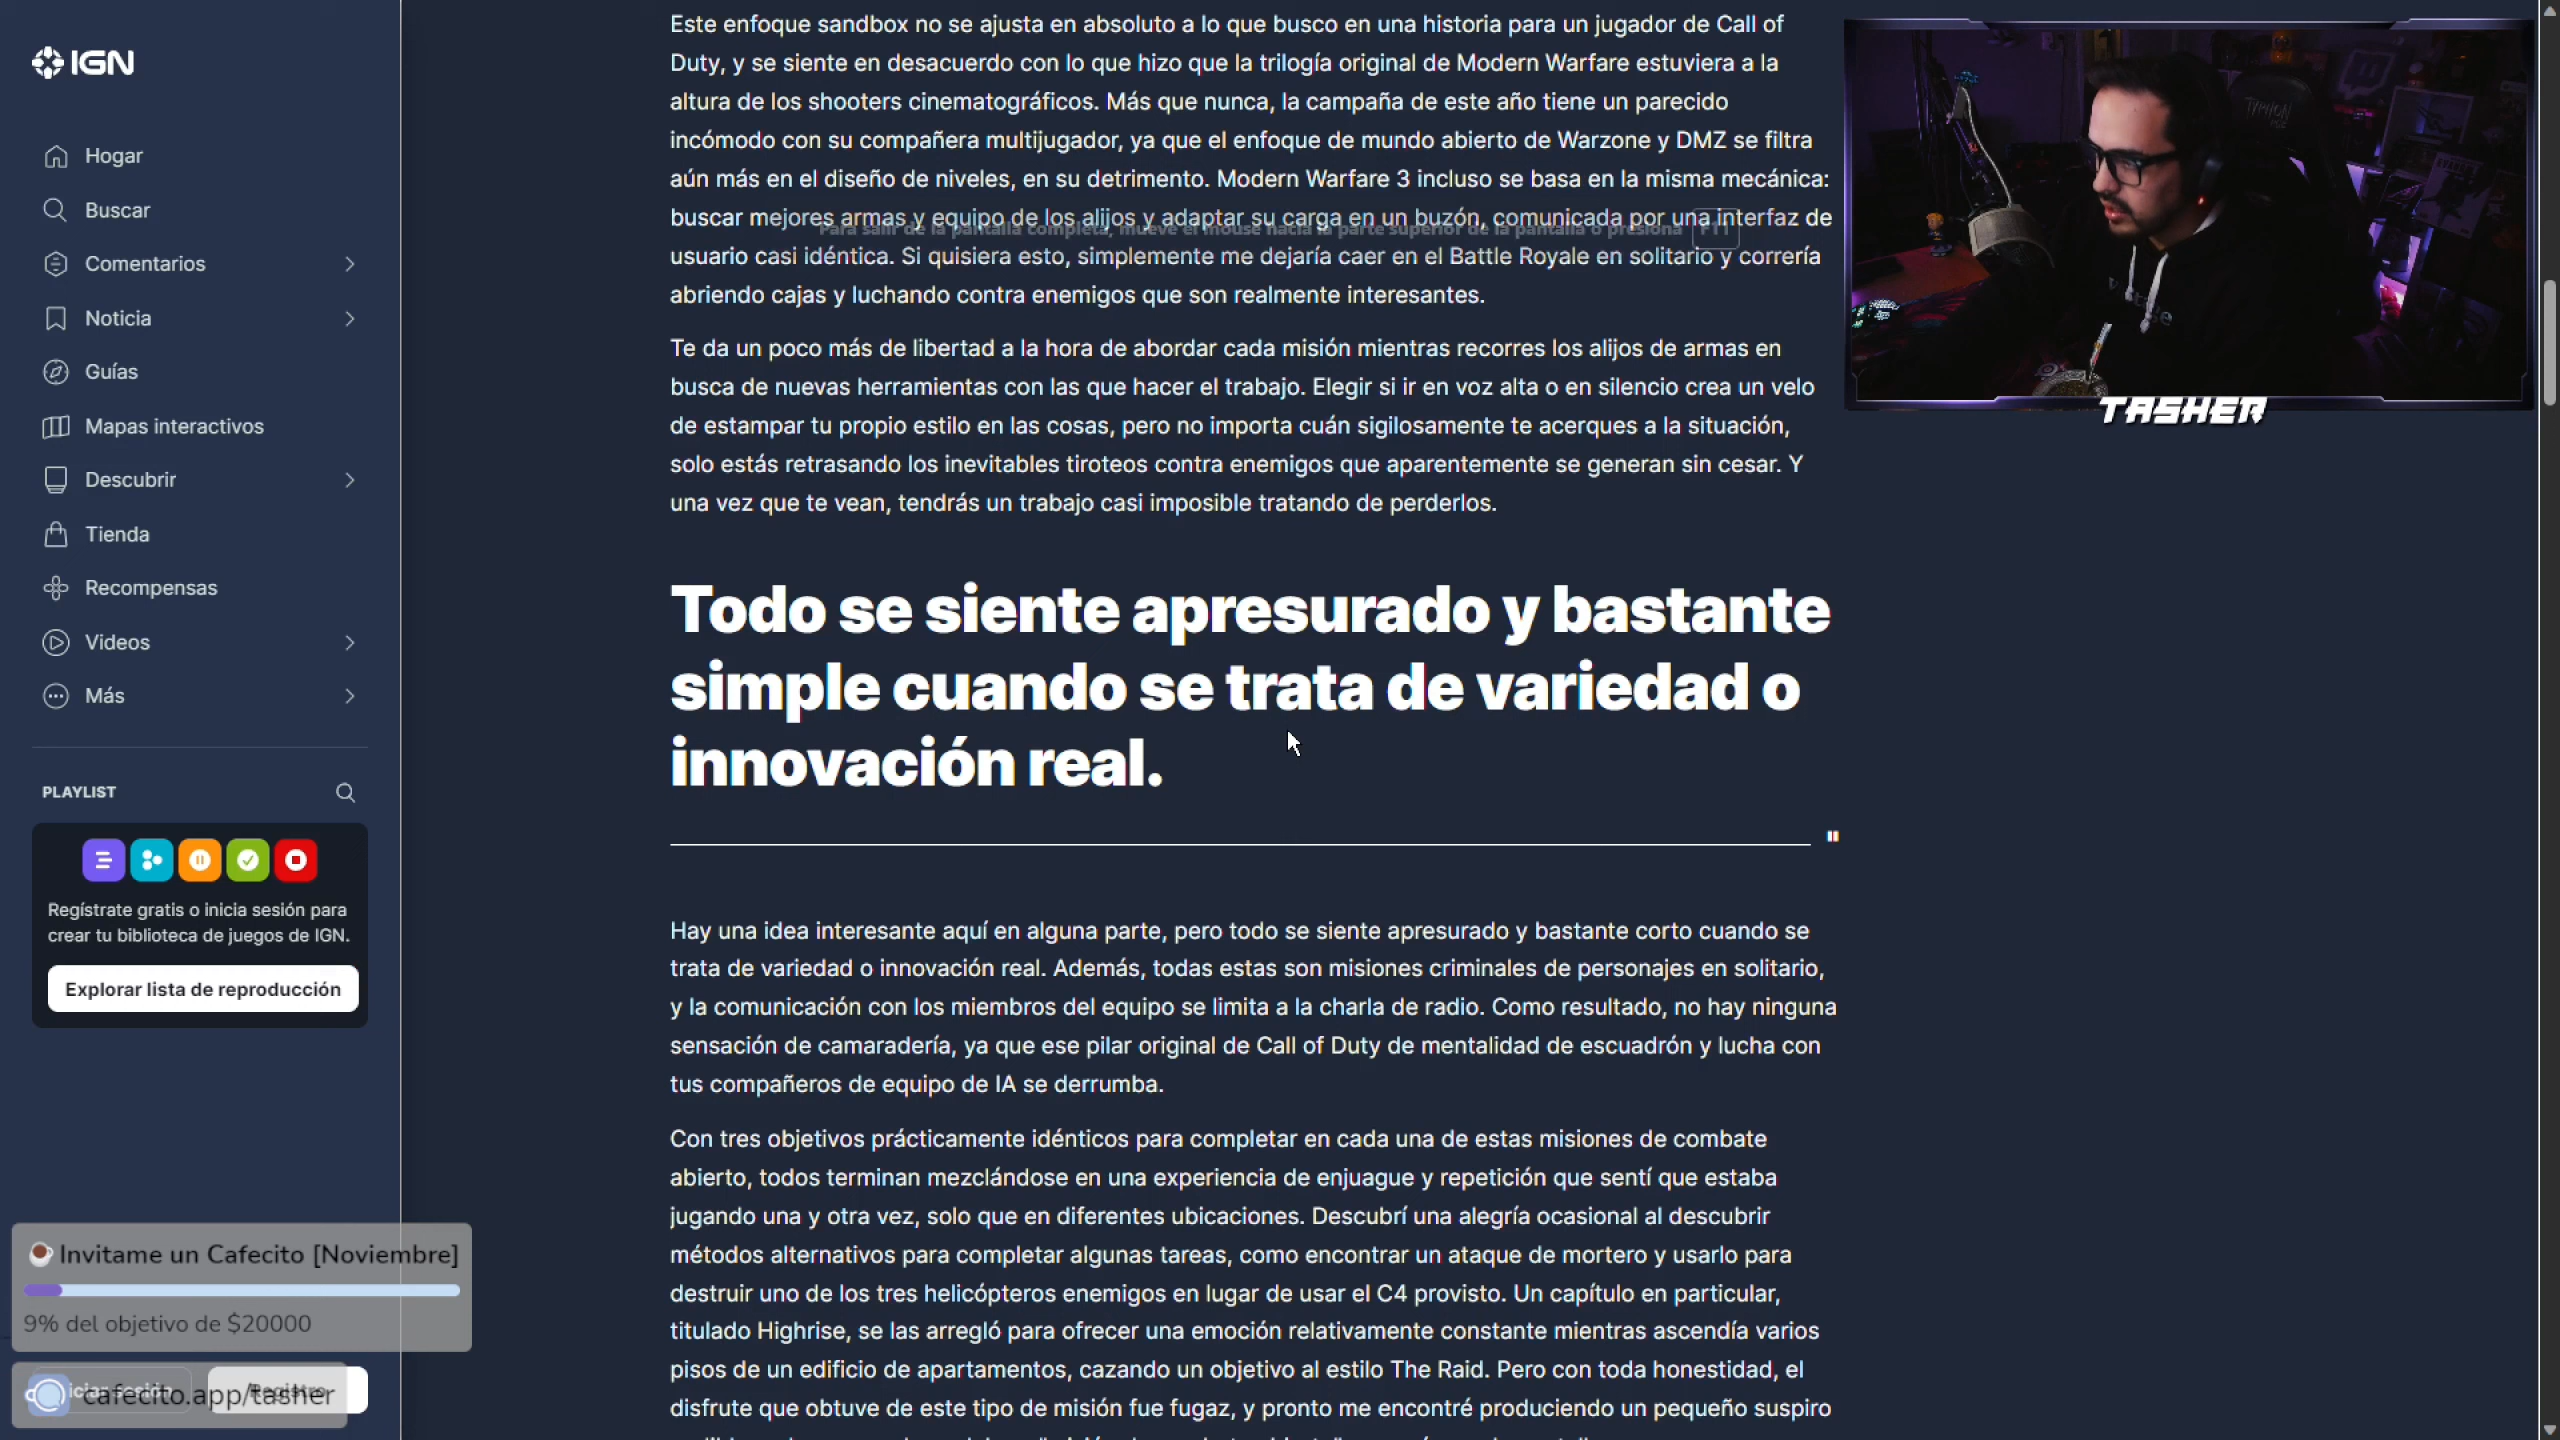 IGN
Hogar
Buscar
Comentarios
Noticia
Guías
Mapas interactivos
Descubrir
Tienda
Recompensas
Videos
Más
PLAYLIST
Regístrate gratis o inicia sesión para
crear tu biblioteca de juegos de IGN.
Explorar lista de reproducción
Invitame un Cafecito [Noviembre]
9% del objetivo de $20000
cafecito.app/tasher
Registro
Este enfoque sandbox no se ajusta en absoluto a lo que busco en una historia para un jugador de Call of
Duty, y se siente en desacuerdo con lo que hizo que la trilogía original de Modern Warfare estuviera a la
altura de los shooters cinematográficos. Más que nunca, la campaña de este año tiene un parecido
incómodo con su compañera multijugador, ya que el enfoque de mundo abierto de Warzone y DMZ se filtra
aún más en el diseño de niveles, en su detrimento. Modern Warfare 3 incluso se basa en la misma mecánica:
buscar mejores armas y equipo de los alijos y adaptar su carga en un buzón, comunicada por una interfaz de
Para salir de la pantalla completa, mueve el mouse hacia la parte superior de la pantalla o presiona F11
usuario casi idéntica. Si quisiera esto, simplemente me dejaría caer en el Battle Royale en solitario y correría
abriendo cajas y luchando contra enemigos que son realmente interesantes.
Te da un poco más de libertad a la hora de abordar cada misión mientras recorres los alijos de armas en
busca de nuevas herramientas con las que hacer el trabajo. Elegir si ir en voz alta o en silencio crea un velo
de estampar tu propio estilo en las cosas, pero no importa cuán sigilosamente te acerques a la situación,
solo estás retrasando los inevitables tiroteos contra enemigos que aparentemente se generan sin cesar. Y
una vez que te vean, tendrás un trabajo casi imposible tratando de perderlos.
Todo se siente apresurado y bastante
simple cuando se trata de variedad o
innovación real.
"
Hay una idea interesante aquí en alguna parte, pero todo se siente apresurado y bastante corto cuando se
trata de variedad o innovación real. Además, todas estas son misiones criminales de personajes en solitario,
y la comunicación con los miembros del equipo se limita a la charla de radio. Como resultado, no hay ninguna
sensación de camaradería, ya que ese pilar original de Call of Duty de mentalidad de escuadrón y lucha con
tus compañeros de equipo de IA se derrumba.
Con tres objetivos prácticamente idénticos para completar en cada una de estas misiones de combate
abierto, todos terminan mezclándose en una experiencia de enjuague y repetición que sentí que estaba
jugando una y otra vez, solo que en diferentes ubicaciones. Descubrí una alegría ocasional al descubrir
métodos alternativos para completar algunas tareas, como encontrar un ataque de mortero y usarlo para
destruir uno de los tres helicópteros enemigos en lugar de usar el C4 provisto. Un capítulo en particular,
titulado Highrise, se las arregló para ofrecer una emoción relativamente constante mientras ascendía varios
pisos de un edificio de apartamentos, cazando un objetivo al estilo The Raid. Pero con toda honestidad, el
disfrute que obtuve de este tipo de misión fue fugaz, y pronto me encontré produciendo un pequeño suspiro
TASHER